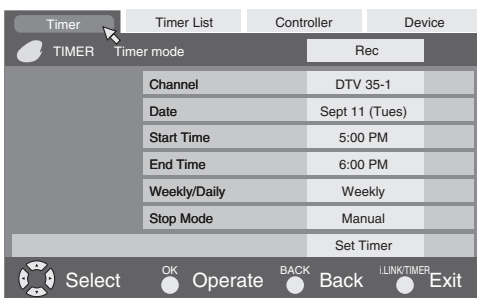 Timer Timer List Controller Device
TIMER Timer mode Rec
Channel DTV 35-1
Date Sept 11 (Tues)
Start Time 5:00 PM
End Time 6:00 PM
Weekly/Daily Weekly
Stop Mode Manual
Set Timer
Select OK Operate BACK Back i.LINK/TIMER Exit